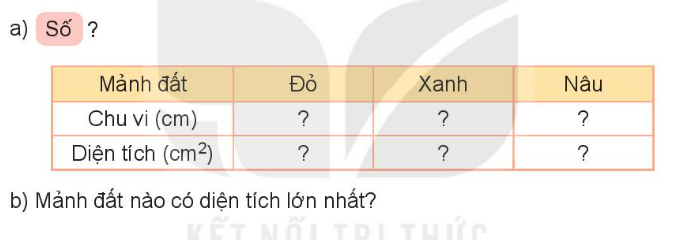 a) Số ?
Mảnh đất Đỏ Xanh Nâu
Chu vi (cm) ? ? ?
Diện tích (cm²) ? ? ?
b) Mảnh đất nào có diện tích lớn nhất?
KẾT NỐI TRI THỨC